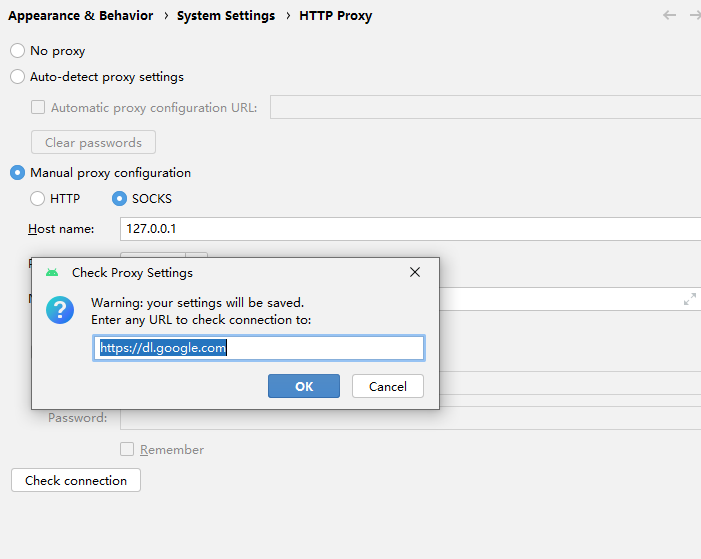 Appearance & Behavior › System Settings › HTTP Proxy
No proxy
Auto-detect proxy settings
Automatic proxy configuration URL:
Clear passwords
Manual proxy configuration
HTTP SOCKS
Host name: 127.0.0.1
Check Proxy Settings
Warning: your settings will be saved.
Enter any URL to check connection to:
https://dl.google.com
OK Cancel
Password:
Remember
Check connection